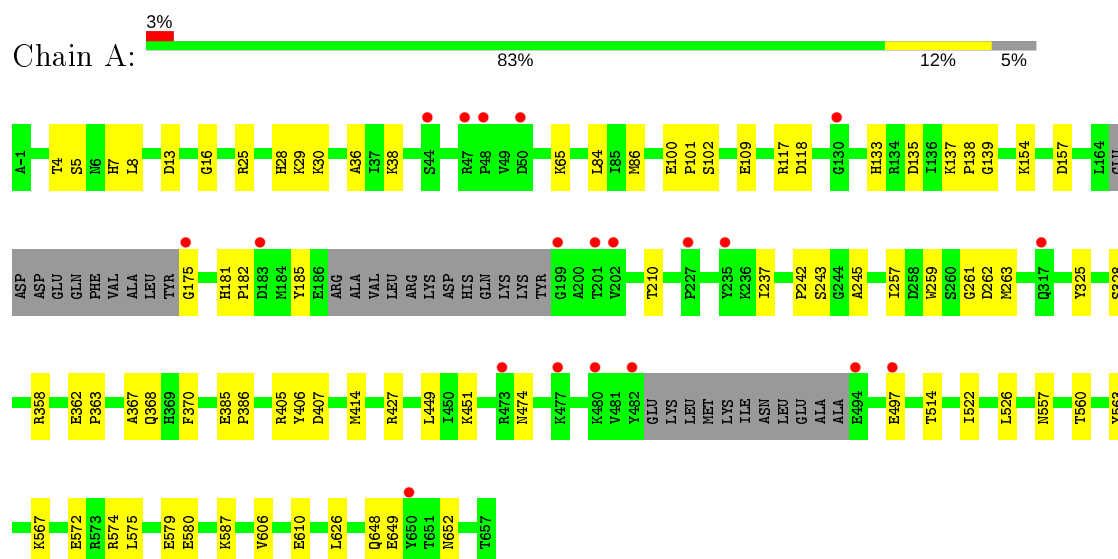 3%
Chain A:
83% 12% 5%
A-1 T4 S5 N6 H7 L8 D13 G16 R25 H28 K29 K30 A36 I37 K38 S44 R47 P48 V49 D50 K65 L84 I85 M86 E100 P101 S102 E109 R117 D118 G130 H133 R134 D135 I136 K137 P138 G139 K154 D157 L164 GLU
ASP ASP GLU GLN PHE VAL ALA LEU TYR G175 H181 P182 D183 M184 Y185 E186 ARG ALA VAL LEU ARG LYS ASP HIS GLN LYS LYS TYR G199 A200 T201 V202 T210 P227 Y235 K236 I237 P242 S243 G244 A245 I257 D258 W259 S260 G261 D262 M263 Q317 Y325 S328
R358 E362 P363 A367 Q368 H369 F370 E385 P386 R405 Y406 D407 M414 R427 L449 I450 K451 R473 N474 K477 K480 V481 Y482 GLU LYS LEU MET LYS ILE ASN LEU GLU ALA ALA E494 E497 T514 I522 L526 N557 T560 Y563
K567 E572 R573 R574 L575 E579 E580 K587 V606 E610 L626 Q648 E649 Y650 T651 N652 T657